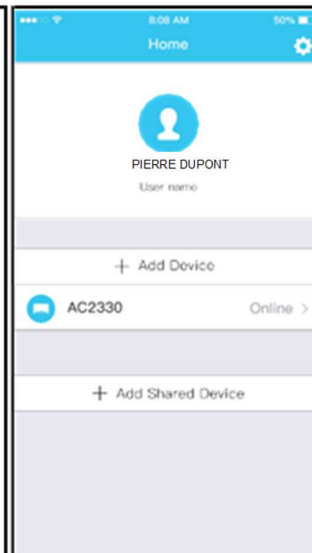 8:08 AM
50%
Home
PIERRE DUPONT
User name
+ Add Device
AC2330
Online >
+ Add Shared Device